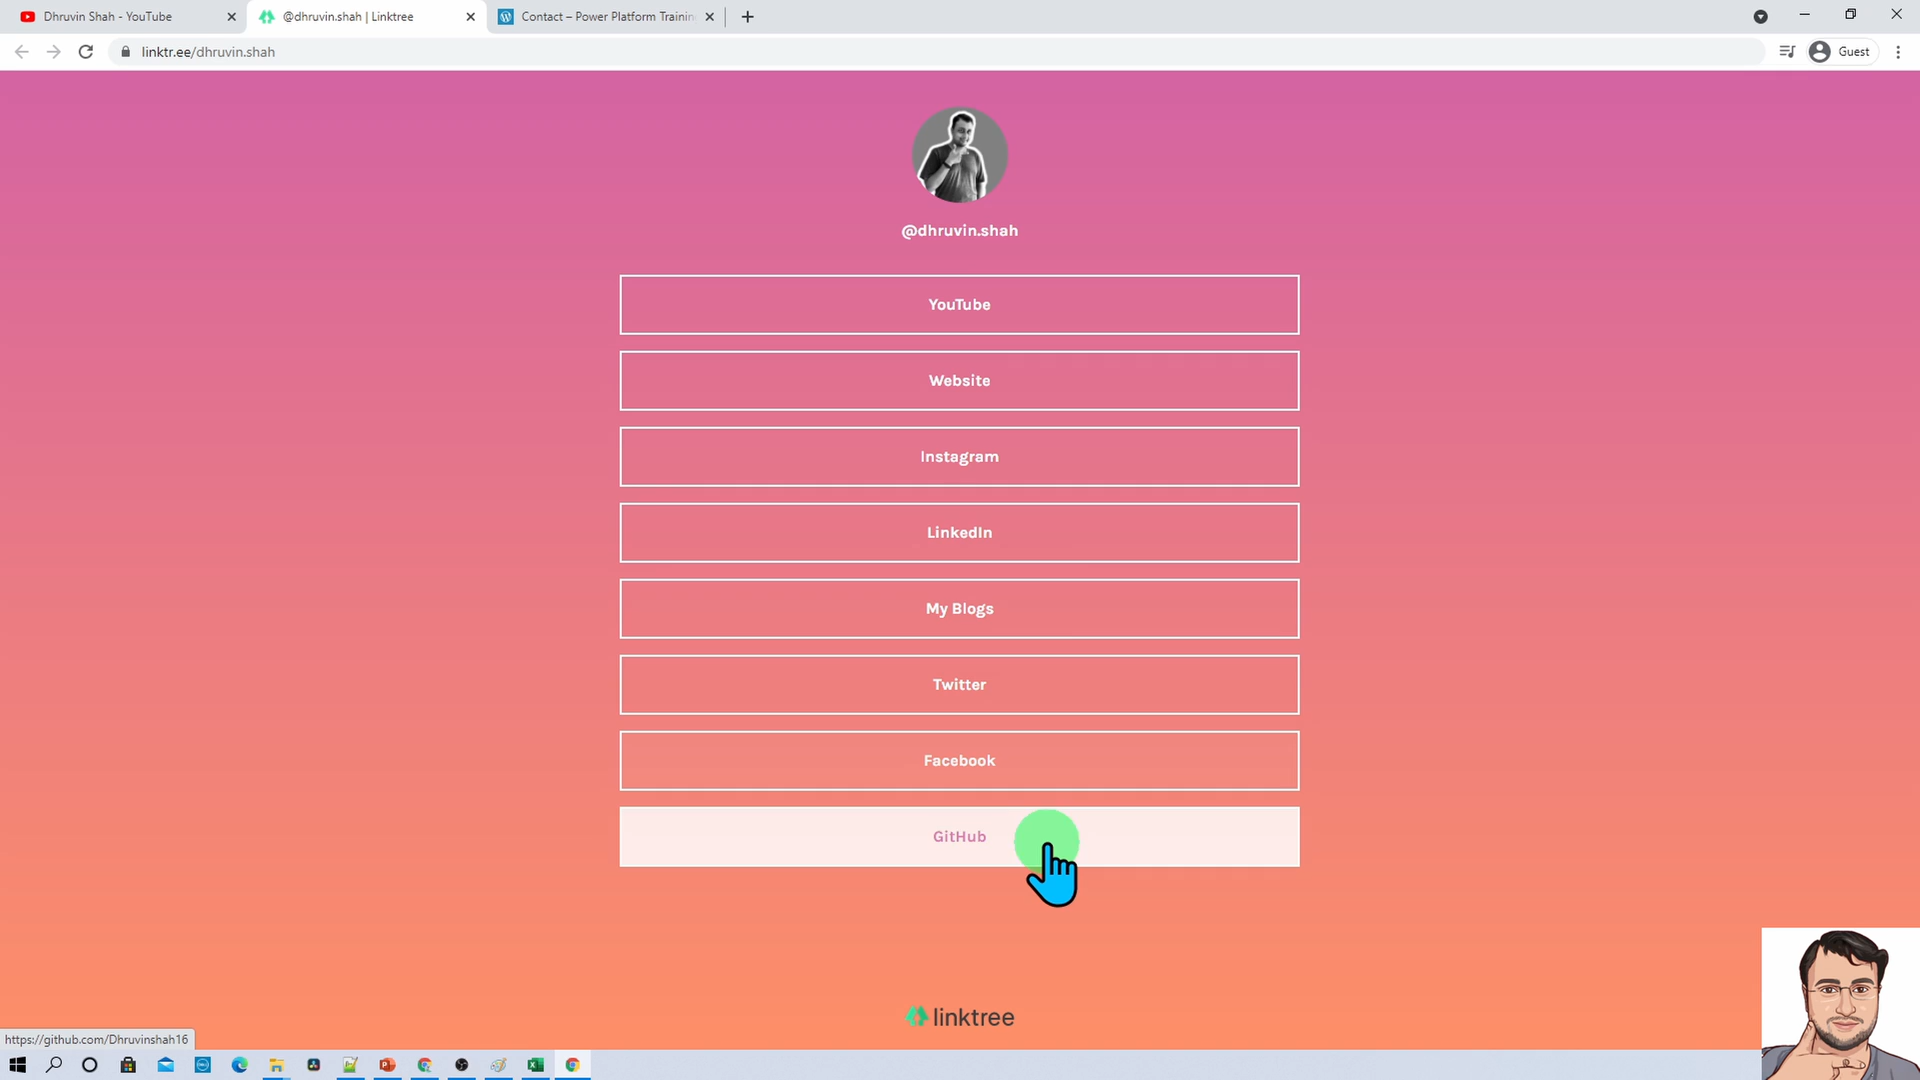 Dhruvin Shah - YouTube
@dhruvin.shah | Linktree
Contact – Power Platform Trainin
linktr.ee/dhruvin.shah
Guest
@dhruvin.shah
YouTube
Website
Instagram
LinkedIn
My Blogs
Twitter
Facebook
GitHub
linktree
https://github.com/Dhruvinshah16